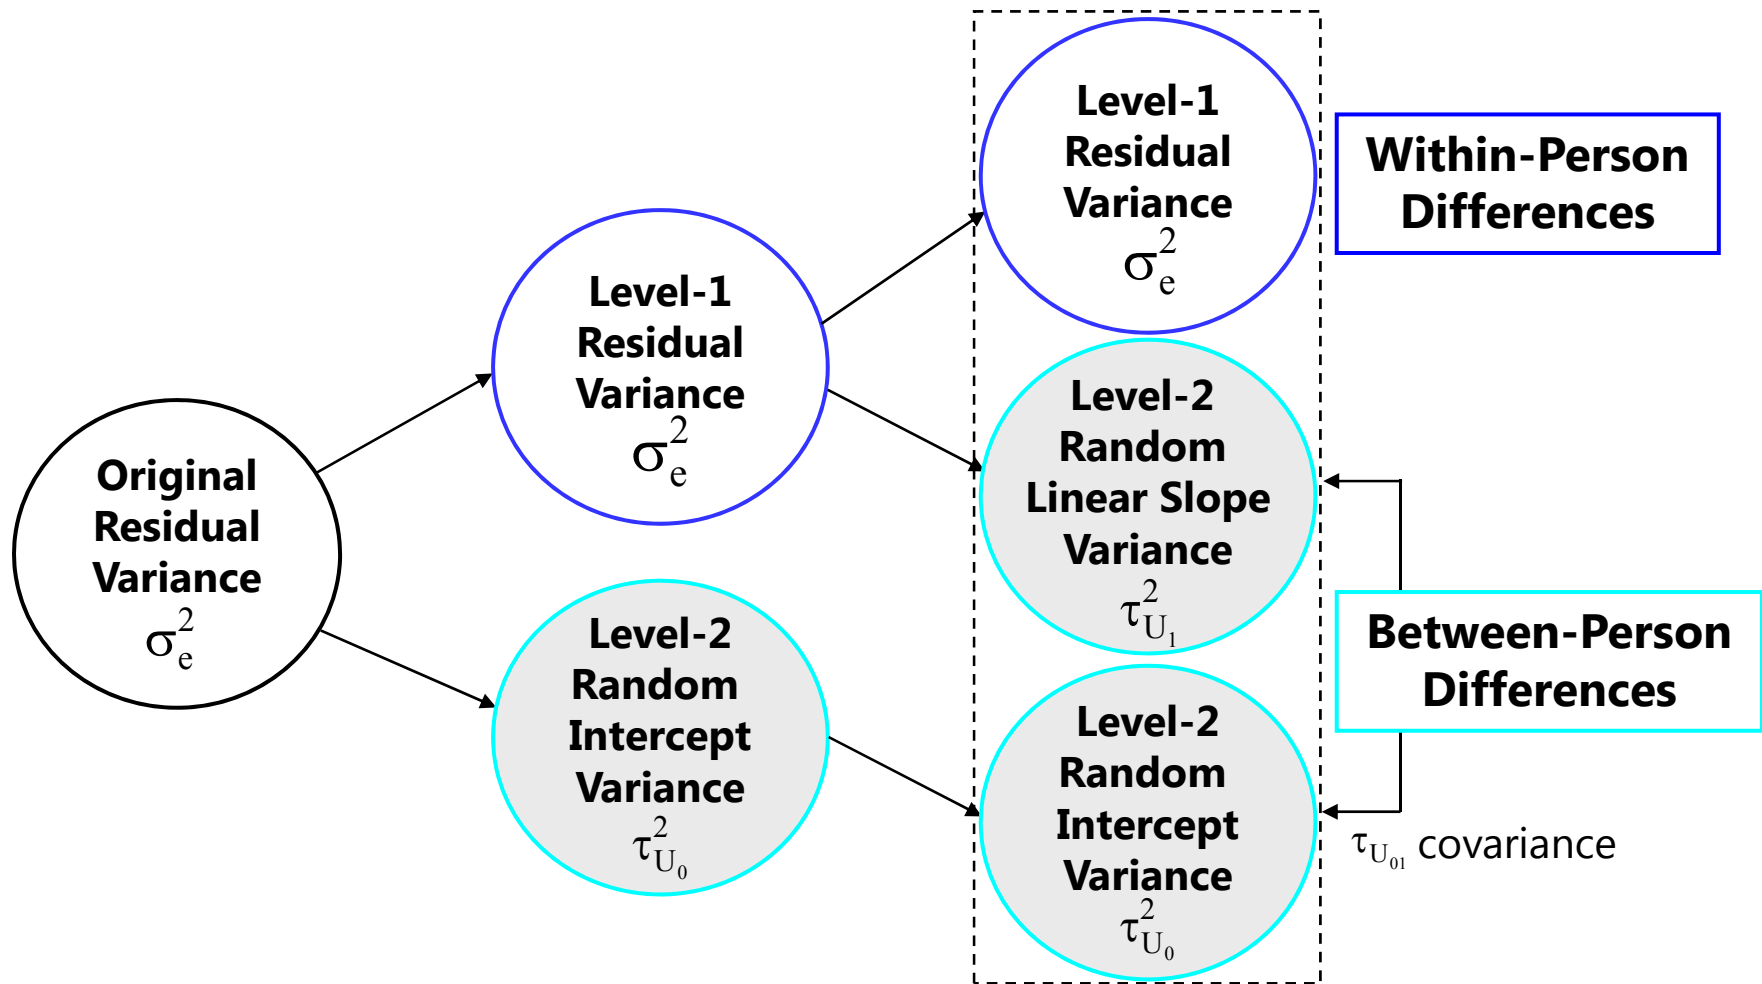 Original
Residual
Variance
σ²ₑ
Level-1
Residual
Variance
σ²ₑ
Level-2
Random
Intercept
Variance
τ²U₀
Level-1
Residual
Variance
σ²ₑ
Level-2
Random
Linear Slope
Variance
τ²U₁
Level-2
Random
Intercept
Variance
τ²U₀
Within-Person
Differences
Between-Person
Differences
τU₀₁ covariance